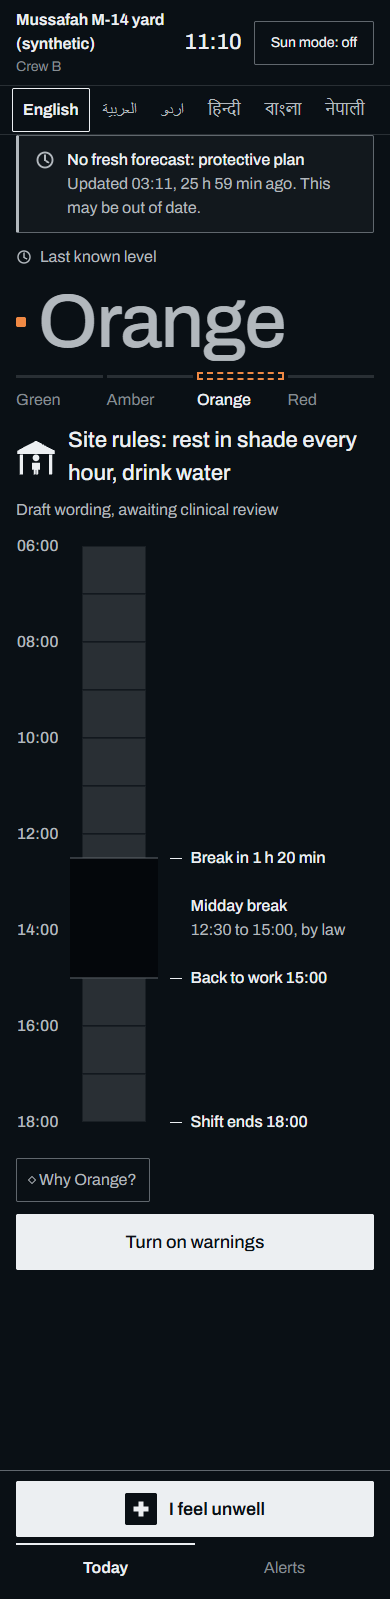 Mussafah M-14 yard
(synthetic)
Crew B
11:10
Sun mode: off
English
العربية
اردو
हिन्दी
বাংলা
नेपाली
No fresh forecast: protective plan
Updated 03:11, 25 h 59 min ago. This
may be out of date.
Last known level
Orange
Green
Amber
Orange
Red
Site rules: rest in shade every
hour, drink water
Draft wording, awaiting clinical review
06:00
08:00
10:00
12:00
Break in 1 h 20 min
Midday break
14:00
12:30 to 15:00, by law
Back to work 15:00
16:00
18:00
Shift ends 18:00
Why Orange?
Turn on warnings
I feel unwell
Today
Alerts